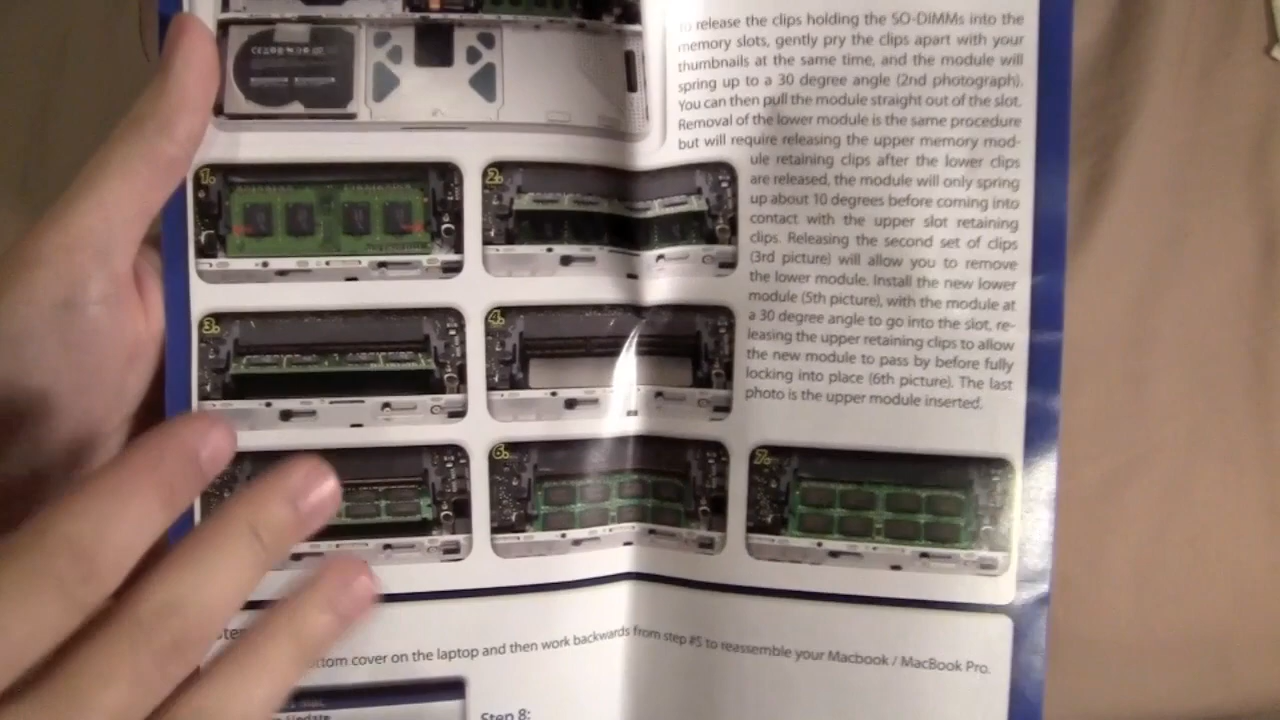 To release the clips holding the SO-DIMMs into the
memory slots, gently pry the clips apart with your
thumbnails at the same time, and the module will
spring up to a 30 degree angle (2nd photograph).
You can then pull the module straight out of the slot.
Removal of the lower module is the same procedure
but will require releasing the upper memory mod-
ule retaining clips after the lower clips
are released, the module will only spring
up about 10 degrees before coming into
contact with the upper slot retaining
clips. Releasing the second set of clips
(3rd picture) will allow you to remove
the lower module. Install the new lower
module (5th picture), with the module at
a 30 degree angle to go into the slot, re-
leasing the upper retaining clips to allow
the new module to pass by before fully
locking into place (6th picture). The last
photo is the upper module inserted.
1.
2.
3.
4.
6.
7.
cover on the laptop and then work backwards from step #5 to reassemble your Macbook / MacBook Pro.
Update
Step 8: